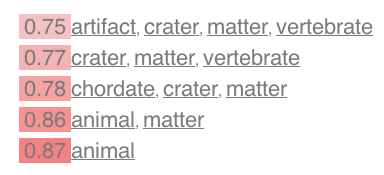 0.75 artifact, crater, matter, vertebrate
0.77 crater, matter, vertebrate
0.78 chordate, crater, matter
0.86 animal, matter
0.87 animal